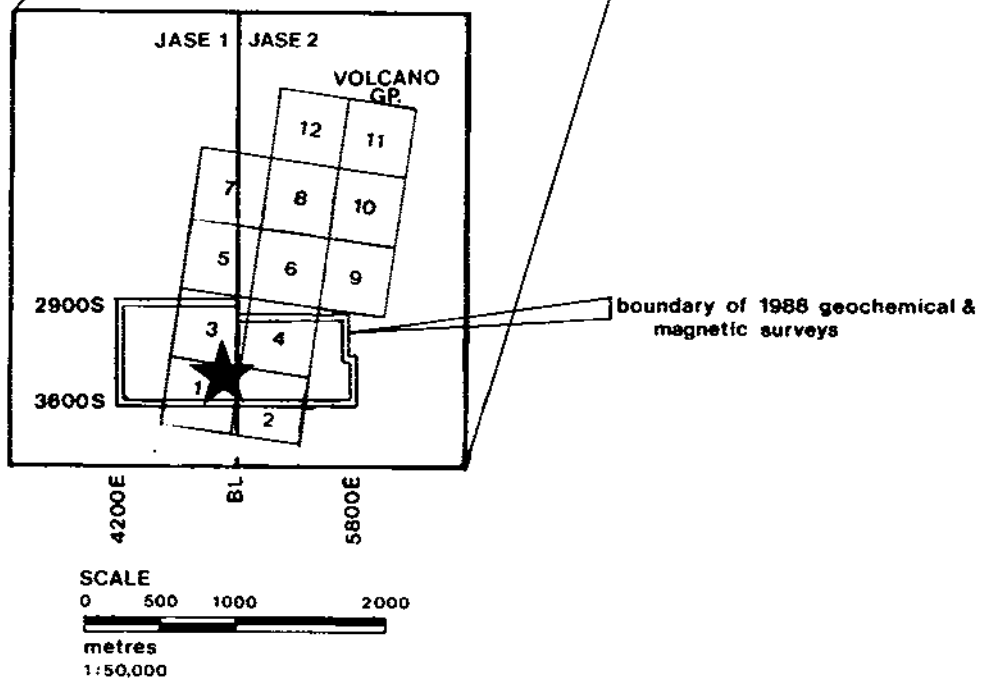 JASE 1 JASE 2
VOLCANO
GP.
12 11
7 8 10
5 6 9
2900S
3 4
boundary of 1988 geochemical &
magnetic surveys
1
3600S
2
4200E
BL
5800E
SCALE
0 500 1000 2000
metres
1:50,000